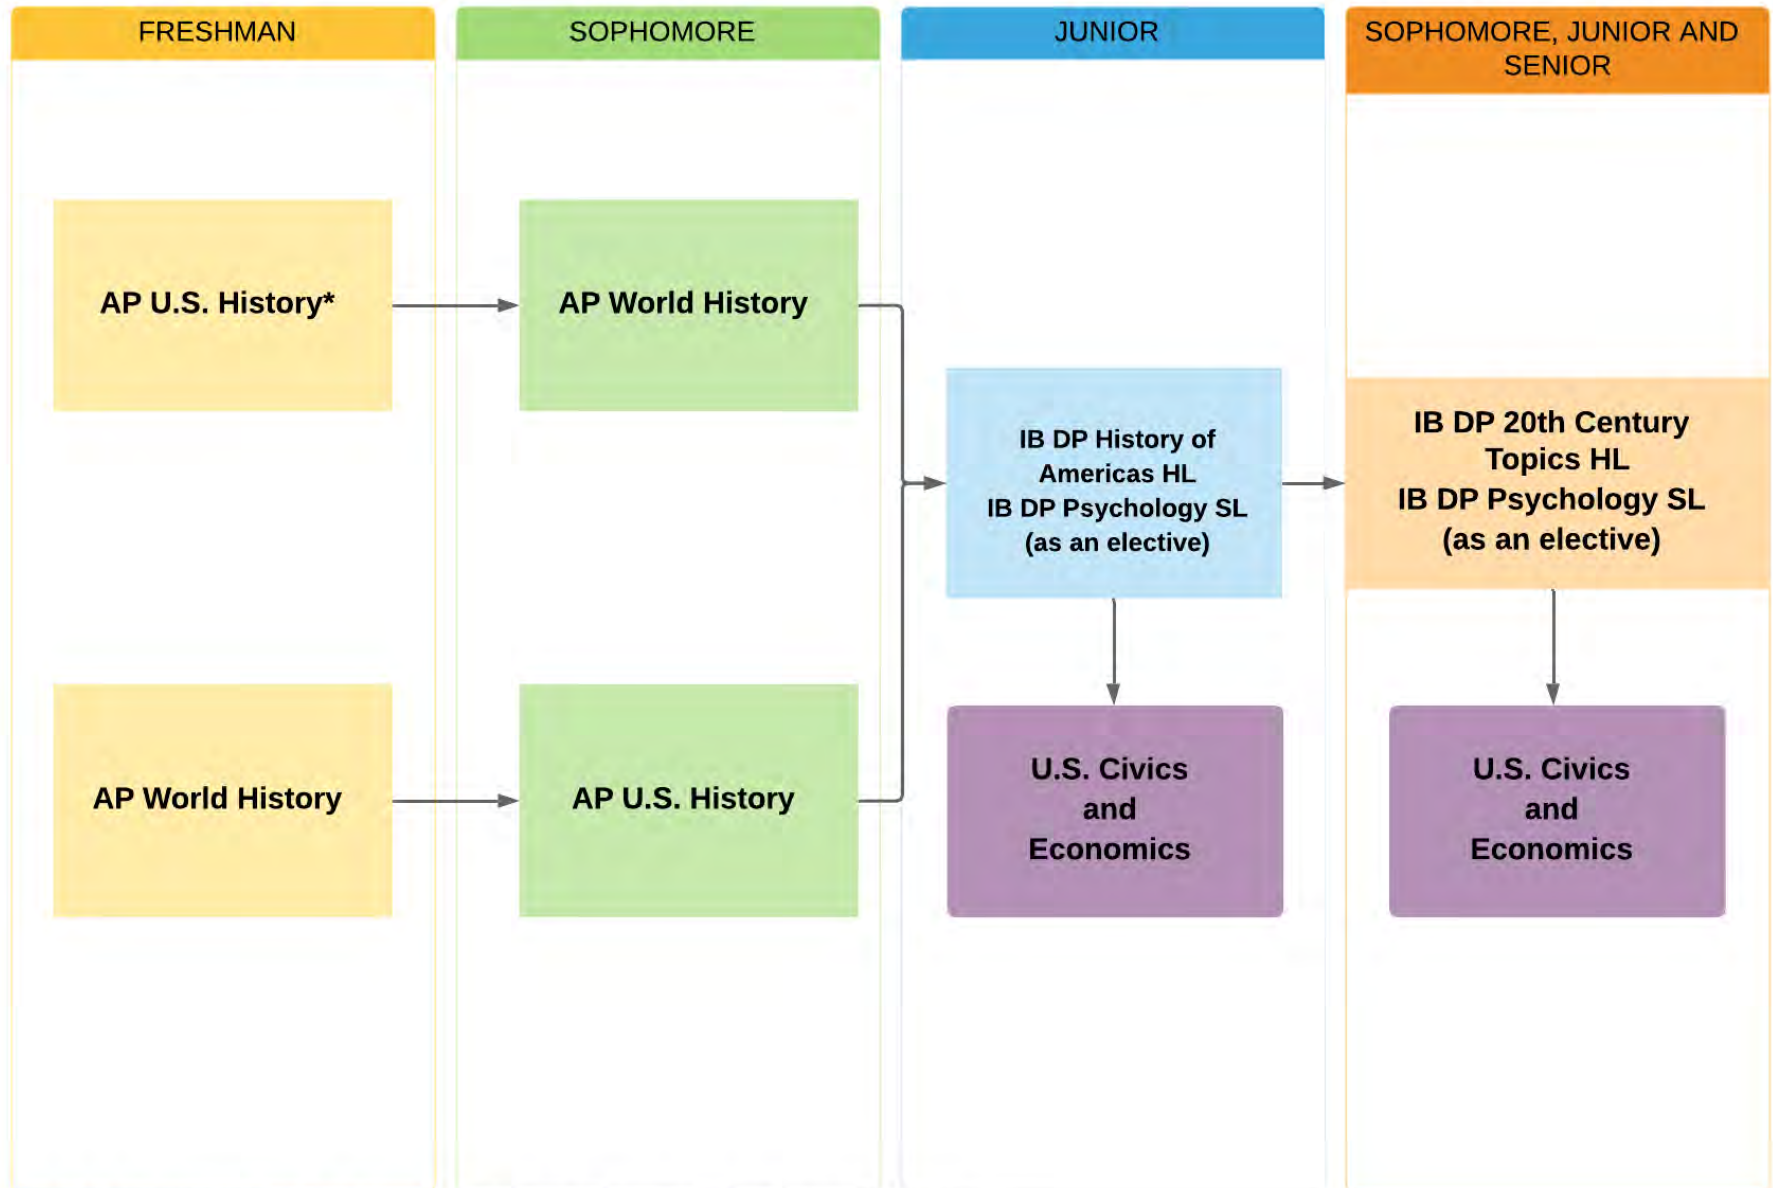 FRESHMAN
SOPHOMORE
JUNIOR
SOPHOMORE, JUNIOR AND
SENIOR
AP U.S. History*
AP World History
IB DP History of
Americas HL
IB DP Psychology SL
(as an elective)
IB DP 20th Century
Topics HL
IB DP Psychology SL
(as an elective)
AP World History
AP U.S. History
U.S. Civics
and
Economics
U.S. Civics
and
Economics